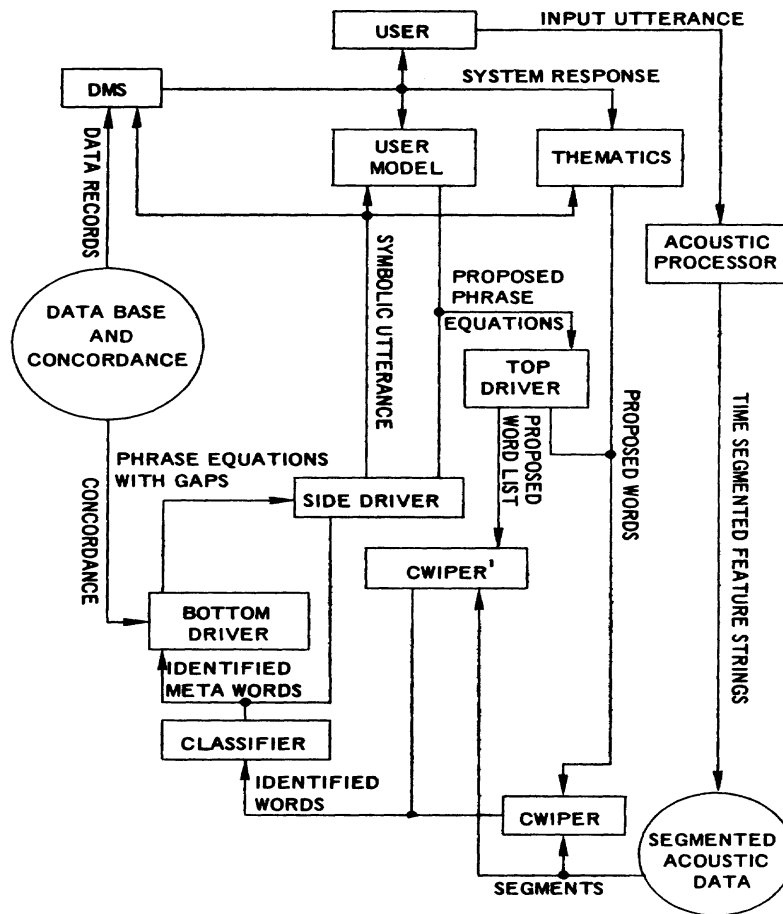 INPUT UTTERANCE
USER
DMS
SYSTEM RESPONSE
USER
MODEL
THEMATICS
DATA RECORDS
ACOUSTIC
PROCESSOR
SYMBOLIC UTTERANCE
PROPOSED
PHRASE
EQUATIONS
DATA BASE
AND
CONCORDANCE
TOP
DRIVER
PROPOSED
WORD LIST
PROPOSED WORDS
TIME SEGMENTED FEATURE STRINGS
PHRASE EQUATIONS
WITH GAPS
SIDE DRIVER
CONCORDANCE
CWIPER'
BOTTOM
DRIVER
IDENTIFIED
META WORDS
CLASSIFIER
IDENTIFIED
WORDS
CWIPER
SEGMENTED
ACOUSTIC
DATA
SEGMENTS